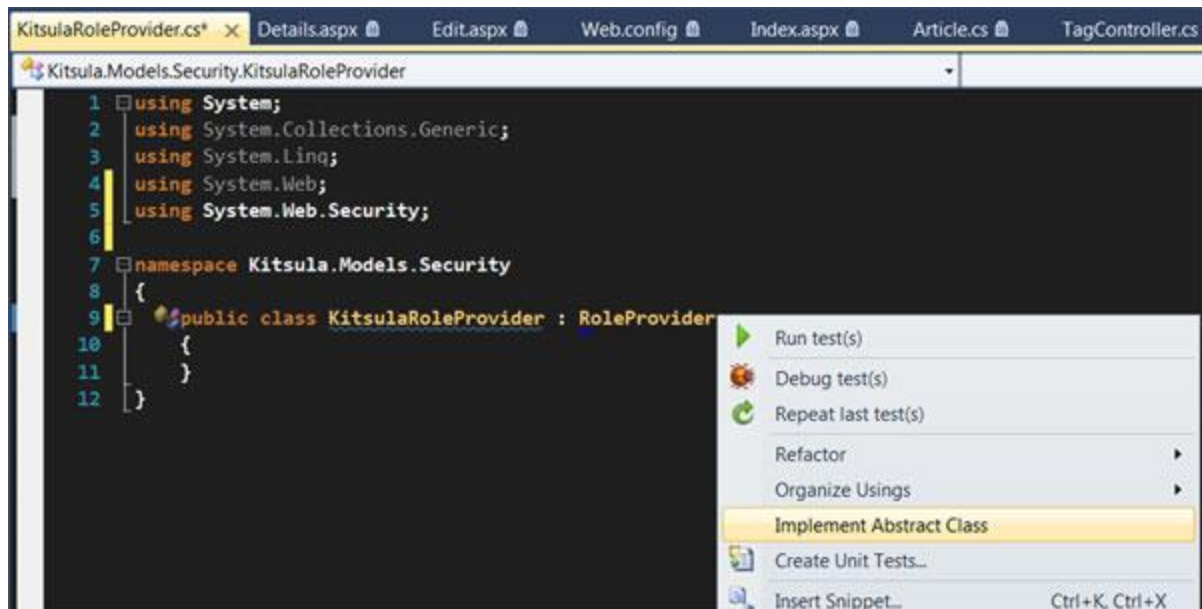 KitsulaRoleProvider.cs* × Details.aspx Edit.aspx Web.config Index.aspx Article.cs TagController.cs
Kitsula.Models.Security.KitsulaRoleProvider
1 using System;
2 using System.Collections.Generic;
3 using System.Linq;
4 using System.Web;
5 using System.Web.Security;
6
7 namespace Kitsula.Models.Security
8 {
9 public class KitsulaRoleProvider : RoleProvider
10 {
11 }
12 }
Run test(s)
Debug test(s)
Repeat last test(s)
Refactor
Organize Usings
Implement Abstract Class
Create Unit Tests...
Insert Snippet... Ctrl+K, Ctrl+X